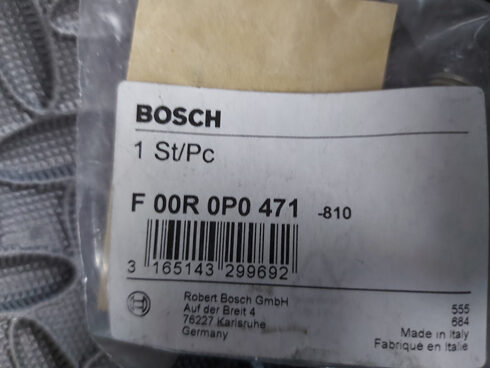 BOSCH
1 St/Pc
F 00R 0P0 471 -810
3 165143 299692
Robert Bosch GmbH
Auf der Breit 4
76227 Karlsruhe
Germany
555
684
Made in Italy
Fabriqué en Italie